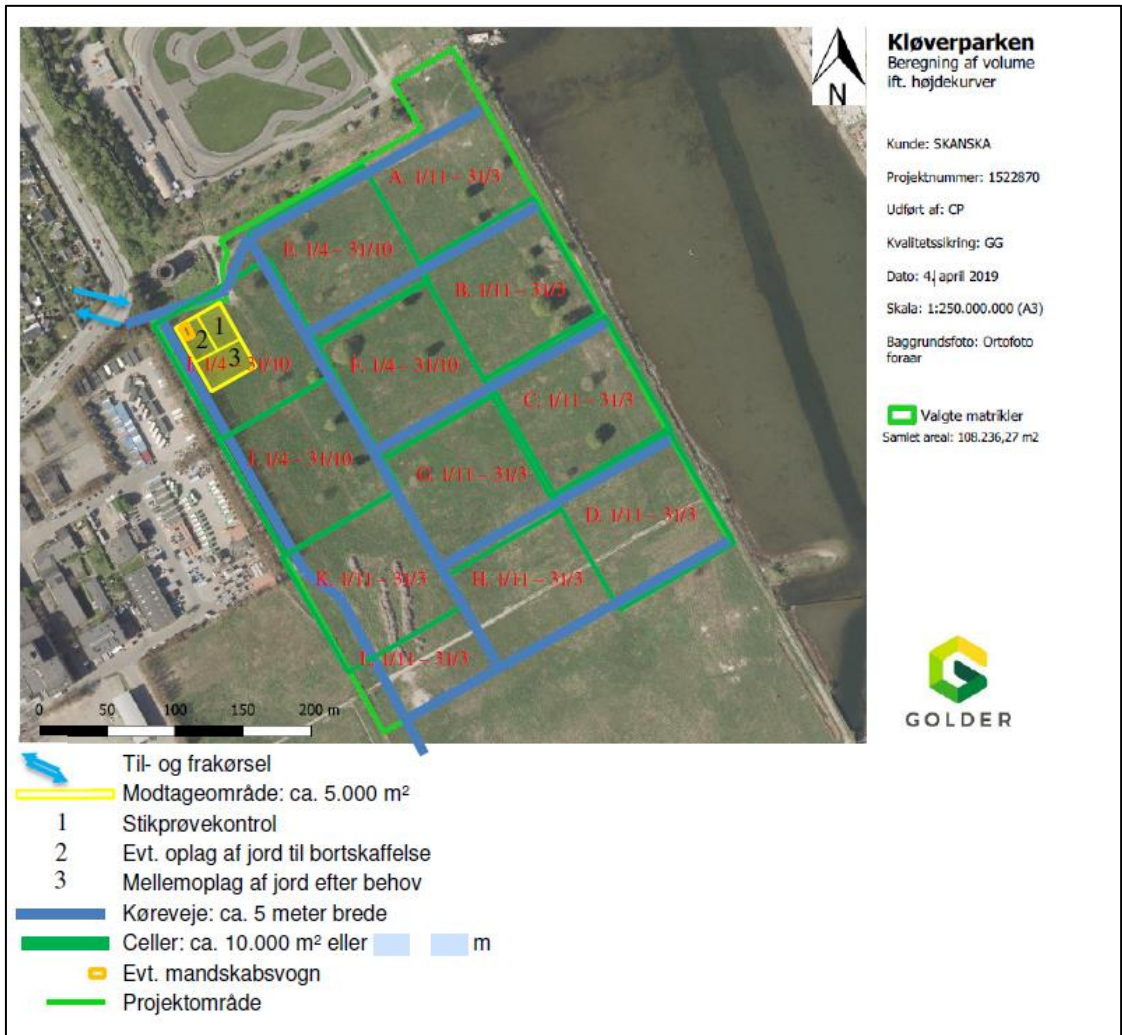 Kløverparken
Beregning af volume
ift. højdekurver
N
Kunde: SKANSKA
Projektnummer: 1522870
Udført af: CP
Kvalitetssikring: GG
Dato: 4 april 2019
Skala: 1:250.000.000 (A3)
Baggrundsfoto: Ortofoto
foraar
Valgte matrikler
Samlet areal: 108.236,27 m2
GOLDER
A. 1/11 – 31/3
E. 1/4 – 31/10
B. 1/11 – 31/3
1
2
3
1/4 – 31/10
F. 1/4 – 31/10
C. 1/11 – 31/3
1/4 – 31/10
G. 1/11 – 31/3
D. 1/11 – 31/3
K. 1/11 – 31/3
H. 1/11 – 31/3
L. 1/11 – 31/3
0 50 100 150 200 m
Til- og frakørsel
Modtageområde: ca. 5.000 m²
1 Stikprøvekontrol
2 Evt. oplag af jord til bortskaffelse
3 Mellemoplag af jord efter behov
Køreveje: ca. 5 meter brede
Celler: ca. 10.000 m² eller m
Evt. mandskabsvogn
Projektområde